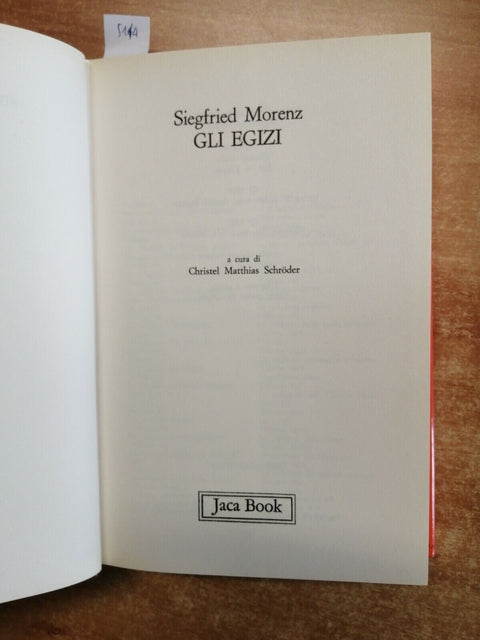 Siegfried Morenz
GLI EGIZI
a cura di
Christel Matthias Schröder
Jaca Book